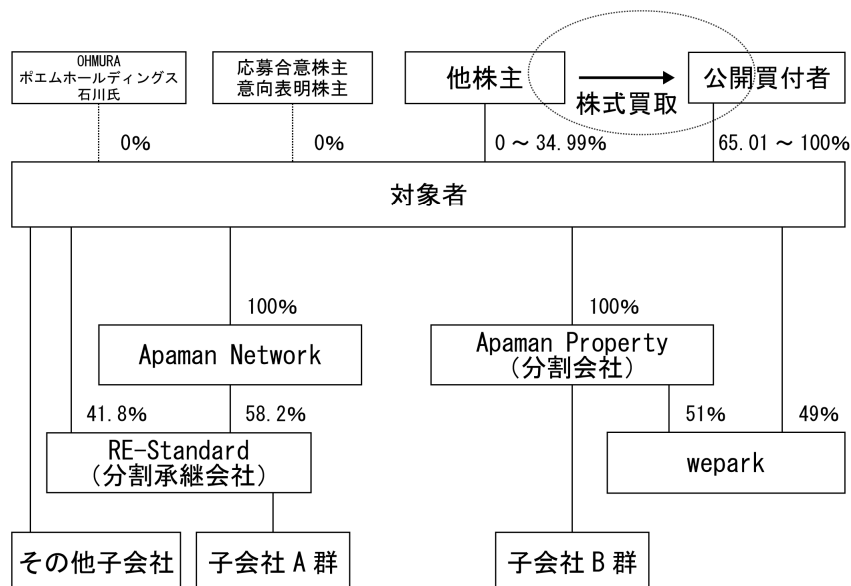 OHMURA
ポエムホールディングス
石川氏
応募合意株主
意向表明株主
他株主
株式買取
公開買付者
0%
0%
0 ~ 34.99%
65.01 ~ 100%
対象者
100%
100%
Apaman Network
Apaman Property
(分割会社)
41.8%
58.2%
51%
49%
RE-Standard
(分割承継会社)
wepark
その他子会社
子会社 A 群
子会社 B 群